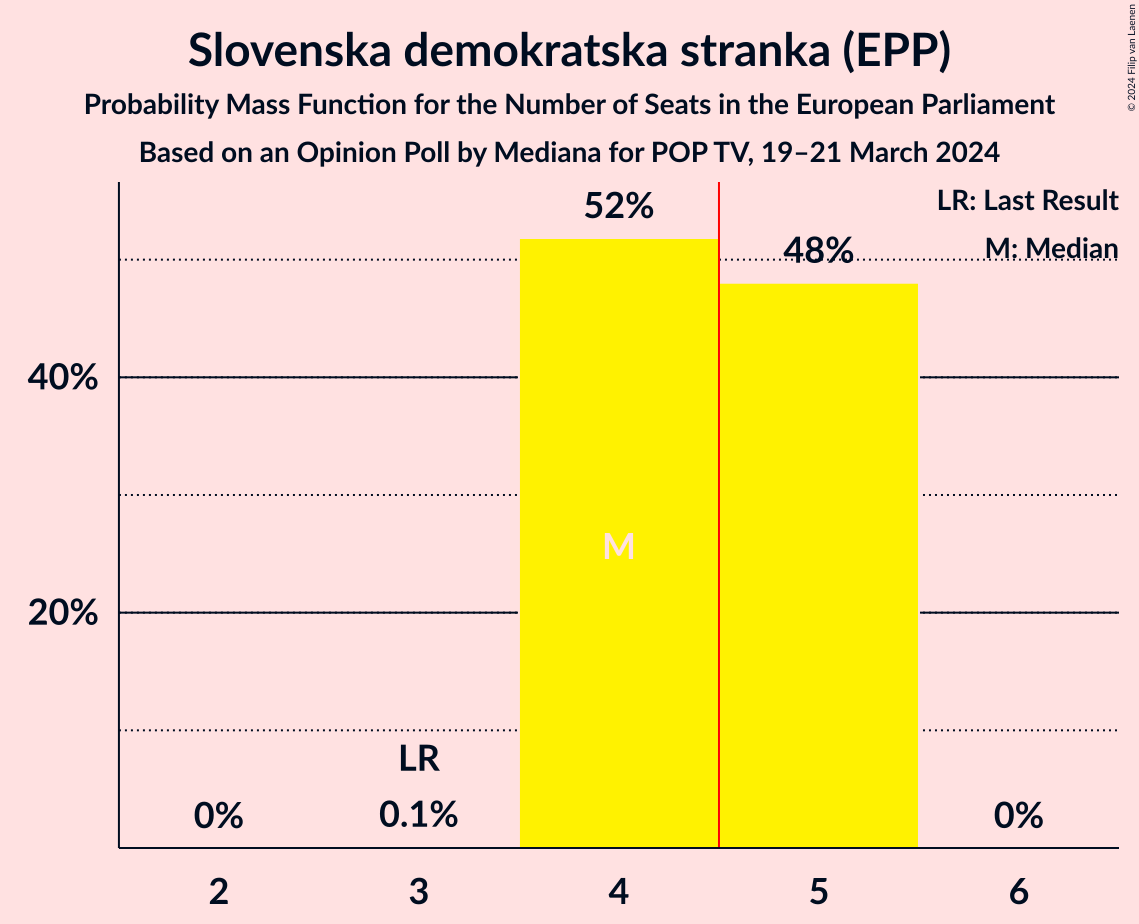 Slovenska demokratska stranka (EPP)
Probability Mass Function for the Number of Seats in the European Parliament
Based on an Opinion Poll by Mediana for POP TV, 19–21 March 2024
© 2024 Filip van Laenen
LR: Last Result
M: Median
52%
48%
40%
M
20%
LR
0%
0.1%
0%
2
3
4
5
6